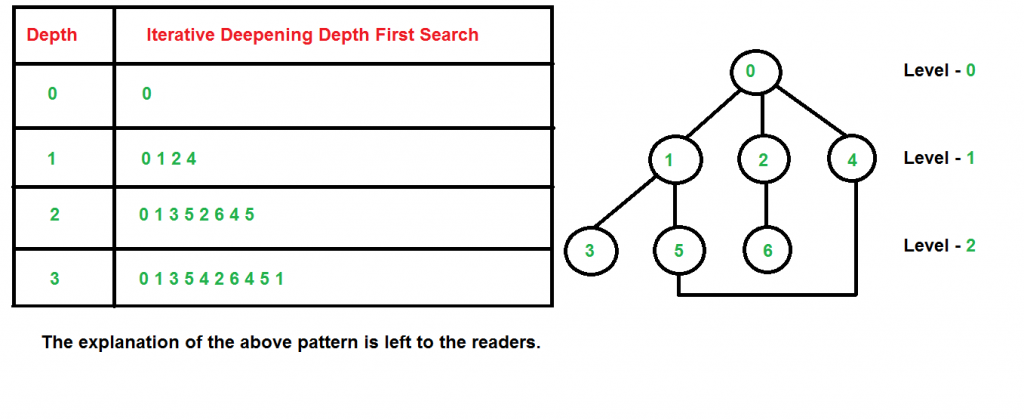 Depth Iterative Deepening Depth First Search
0 0
1 0 1 2 4
2 0 1 3 5 2 6 4 5
3 0 1 3 5 4 2 6 4 5 1
The explanation of the above pattern is left to the readers.
0 Level - 0
1 2 4 Level - 1
3 5 6 Level - 2